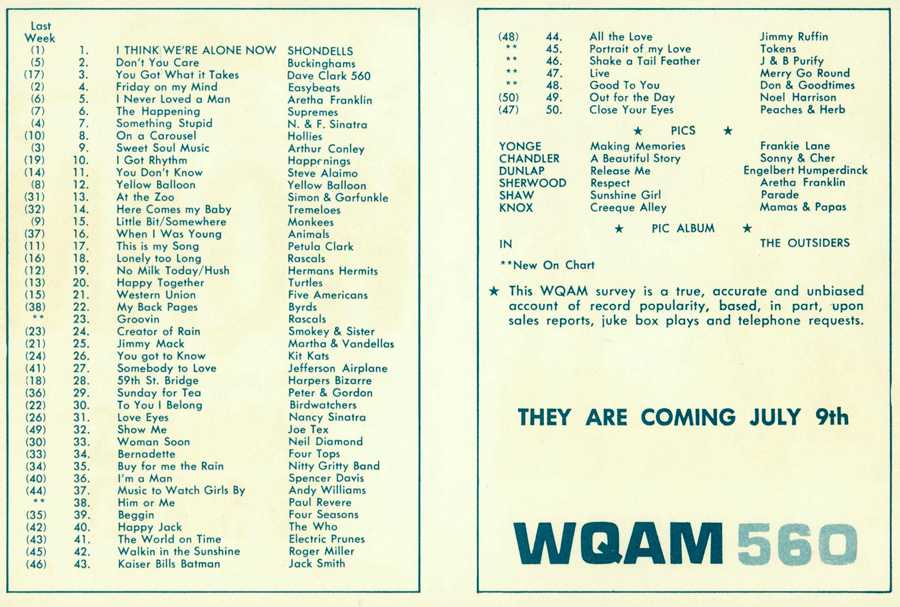 Last
Week
(1) 1. I THINK WE'RE ALONE NOW SHONDELLS
(5) 2. Don't You Care Buckinghams
(17) 3. You Got What it Takes Dave Clark 560
(2) 4. Friday on my Mind Easybeats
(6) 5. I Never Loved a Man Aretha Franklin
(7) 6. The Happening Supremes
(4) 7. Something Stupid N. & F. Sinatra
(10) 8. On a Carousel Hollies
(3) 9. Sweet Soul Music Arthur Conley
(19) 10. I Got Rhythm Happenings
(14) 11. You Don't Know Steve Alaimo
(8) 12. Yellow Balloon Yellow Balloon
(31) 13. At the Zoo Simon & Garfunkle
(32) 14. Here Comes my Baby Tremeloes
(9) 15. Little Bit/Somewhere Monkees
(37) 16. When I Was Young Animals
(11) 17. This is my Song Petula Clark
(16) 18. Lonely too Long Rascals
(12) 19. No Milk Today/Hush Hermans Hermits
(13) 20. Happy Together Turtles
(15) 21. Western Union Five Americans
(38) 22. My Back Pages Byrds
** 23. Groovin Rascals
(23) 24. Creator of Rain Smokey & Sister
(21) 25. Jimmy Mack Martha & Vandellas
(24) 26. You got to Know Kit Kats
(41) 27. Somebody to Love Jefferson Airplane
(18) 28. 59th St. Bridge Harpers Bizarre
(36) 29. Sunday for Tea Peter & Gordon
(22) 30. To You I Belong Birdwatchers
(26) 31. Love Eyes Nancy Sinatra
(49) 32. Show Me Joe Tex
(30) 33. Woman Soon Neil Diamond
(33) 34. Bernadette Four Tops
(34) 35. Buy for me the Rain Nitty Gritty Band
(40) 36. I'm a Man Spencer Davis
(44) 37. Music to Watch Girls By Andy Williams
** 38. Him or Me Paul Revere
(35) 39. Beggin Four Seasons
(42) 40. Happy Jack The Who
(43) 41. The World on Time Electric Prunes
(45) 42. Walkin in the Sunshine Roger Miller
(46) 43. Kaiser Bills Batman Jack Smith
(48) 44. All the Love Jimmy Ruffin
** 45. Portrait of my Love Tokens
** 46. Shake a Tail Feather J & B Purify
** 47. Live Merry Go Round
** 48. Good To You Don & Goodtimes
(50) 49. Out for the Day Noel Harrison
(47) 50. Close Your Eyes Peaches & Herb
★ PICS ★
YONGE Making Memories Frankie Lane
CHANDLER A Beautiful Story Sonny & Cher
DUNLAP Release Me Engelbert Humperdinck
SHERWOOD Respect Aretha Franklin
SHAW Sunshine Girl Parade
KNOX Creeque Alley Mamas & Papas
★ PIC ALBUM ★
IN THE OUTSIDERS
**New On Chart
★ This WQAM survey is a true, accurate and unbiased
account of record popularity, based, in part, upon
sales reports, juke box plays and telephone requests.
THEY ARE COMING JULY 9th
WQAM 560